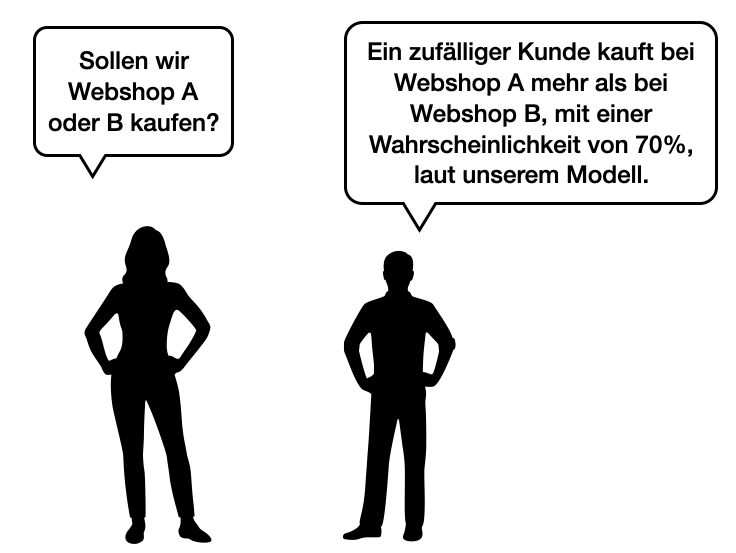 Sollen wir
Webshop A
oder B kaufen?
Ein zufälliger Kunde kauft bei
Webshop A mehr als bei
Webshop B, mit einer
Wahrscheinlichkeit von 70%,
laut unserem Modell.